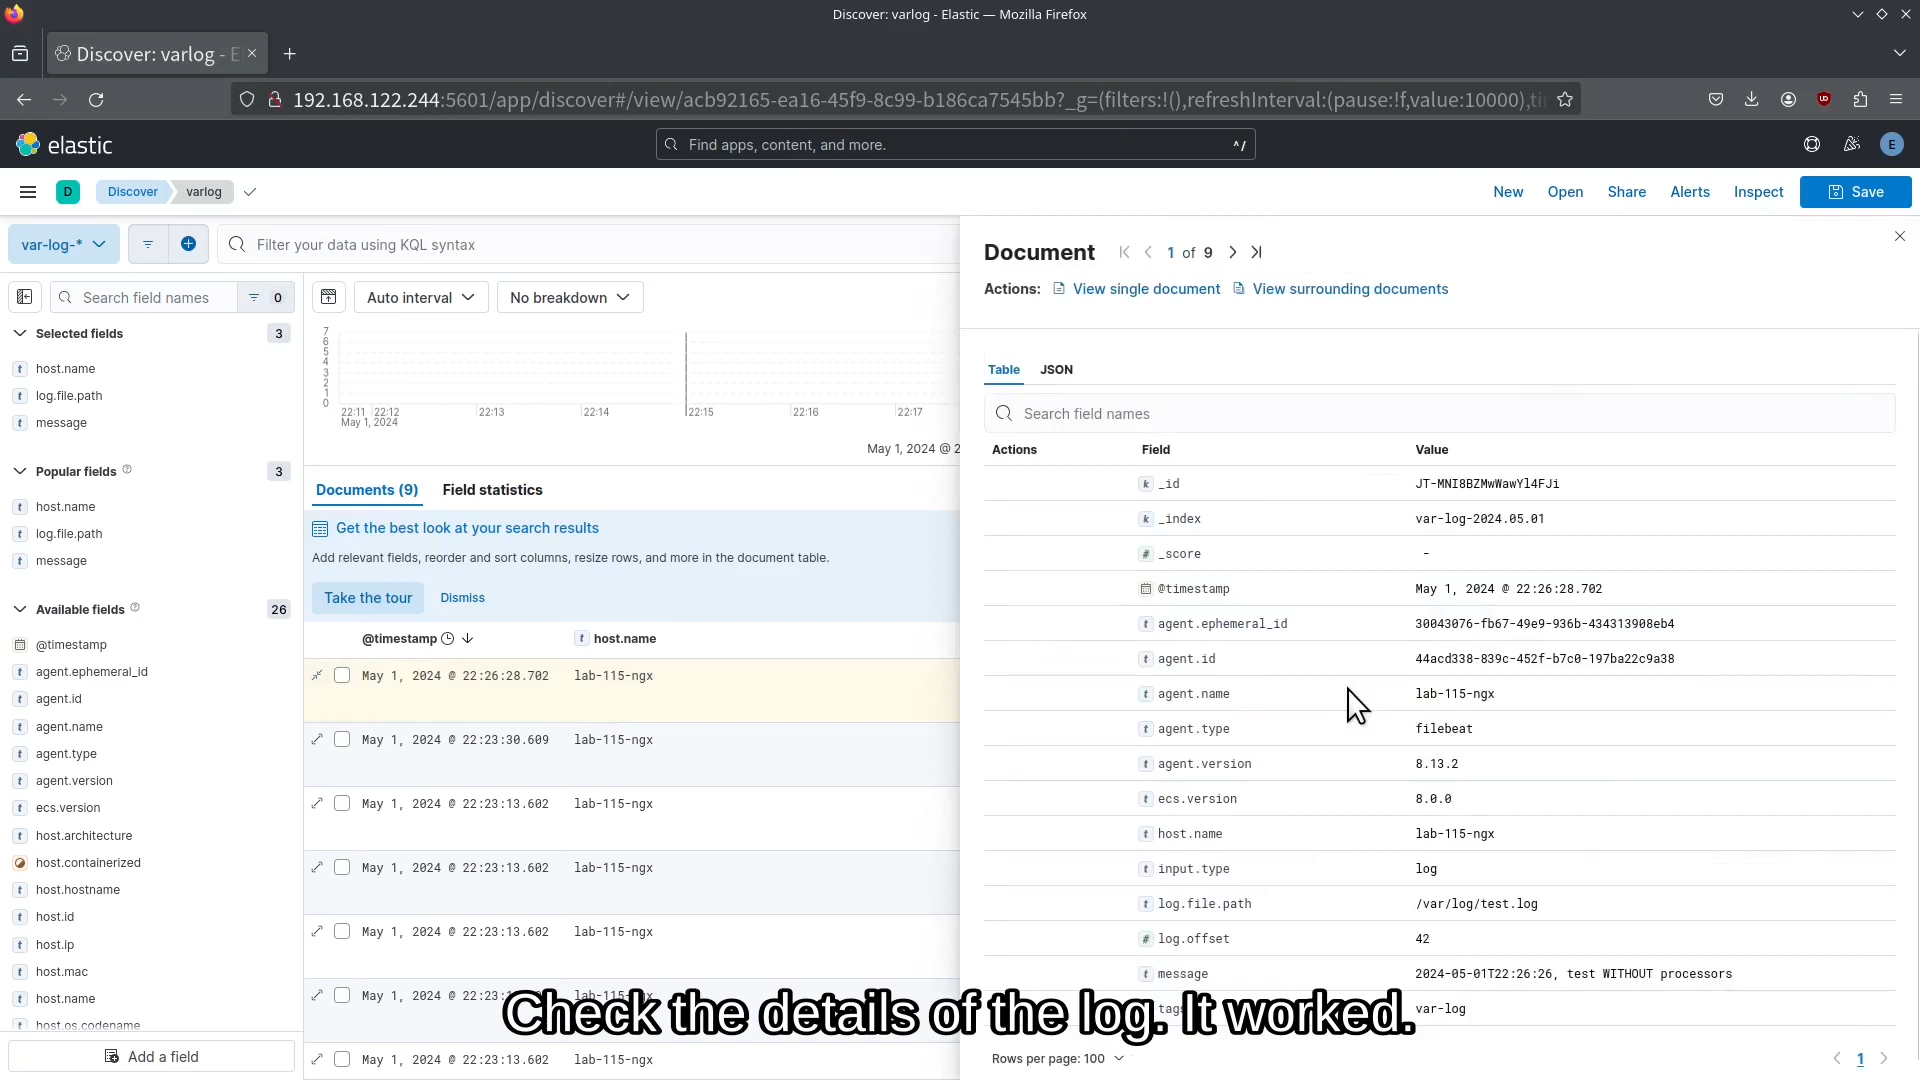 Discover: varlog - Elastic — Mozilla Firefox
Discover: varlog - E
192.168.122.244:5601/app/discover#/view/acb92165-ea16-45f9-8c99-b186ca7545bb?_g=(filters:!(),refreshInterval:(pause:!f,value:10000),ti
elastic
Find apps, content, and more.
^/
E
D
Discover
varlog
New
Open
Share
Alerts
Inspect
Save
var-log-*
Filter your data using KQL syntax
Search field names
0
Selected fields
3
t host.name
t log.file.path
t message
Popular fields
3
t host.name
t log.file.path
t message
Available fields
26
@timestamp
t agent.ephemeral_id
t agent.id
t agent.name
t agent.type
t agent.version
t ecs.version
t host.architecture
host.containerized
t host.hostname
t host.id
t host.ip
t host.mac
t host.name
t host.os.codename
Add a field
Auto interval
No breakdown
7
6
5
4
3
2
1
0
22:11 22:12 22:13 22:14 22:15 22:16 22:17
May 1, 2024
May 1, 2024 @ 2
Documents (9)
Field statistics
Get the best look at your search results
Add relevant fields, reorder and sort columns, resize rows, and more in the document table.
Take the tour
Dismiss
@timestamp
t host.name
May 1, 2024 @ 22:26:28.702 lab-115-ngx
May 1, 2024 @ 22:23:30.609 lab-115-ngx
May 1, 2024 @ 22:23:13.602 lab-115-ngx
May 1, 2024 @ 22:23:13.602 lab-115-ngx
May 1, 2024 @ 22:23:13.602 lab-115-ngx
May 1, 2024 @ 22:23:13.602 lab-115-ngx
May 1, 2024 @ 22:23:13.602 lab-115-ngx
Document
1 of 9
Actions:
View single document
View surrounding documents
Table
JSON
Search field names
Actions Field Value
k _id JT-MNI8BZMwWawYl4FJi
k _index var-log-2024.05.01
# _score -
@timestamp May 1, 2024 @ 22:26:28.702
t agent.ephemeral_id 30043076-fb67-49e9-936b-434313908eb4
t agent.id 44acd338-839c-452f-b7c0-197ba22c9a38
t agent.name lab-115-ngx
t agent.type filebeat
t agent.version 8.13.2
t ecs.version 8.0.0
t host.name lab-115-ngx
t input.type log
t log.file.path /var/log/test.log
# log.offset 42
t message 2024-05-01T22:26:26, test WITHOUT processors
tags var-log
Rows per page: 100
1
Check the details of the log. It worked.